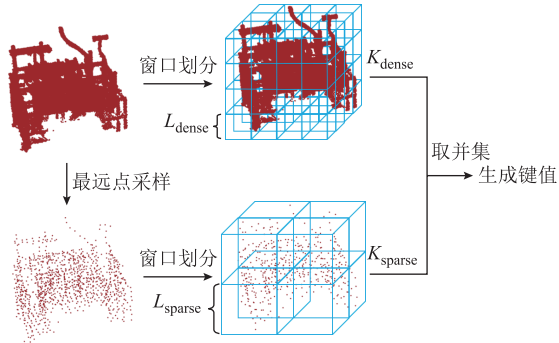 窗口划分
K_dense
L_dense
最远点采样
取并集
生成键值
窗口划分
K_sparse
L_sparse